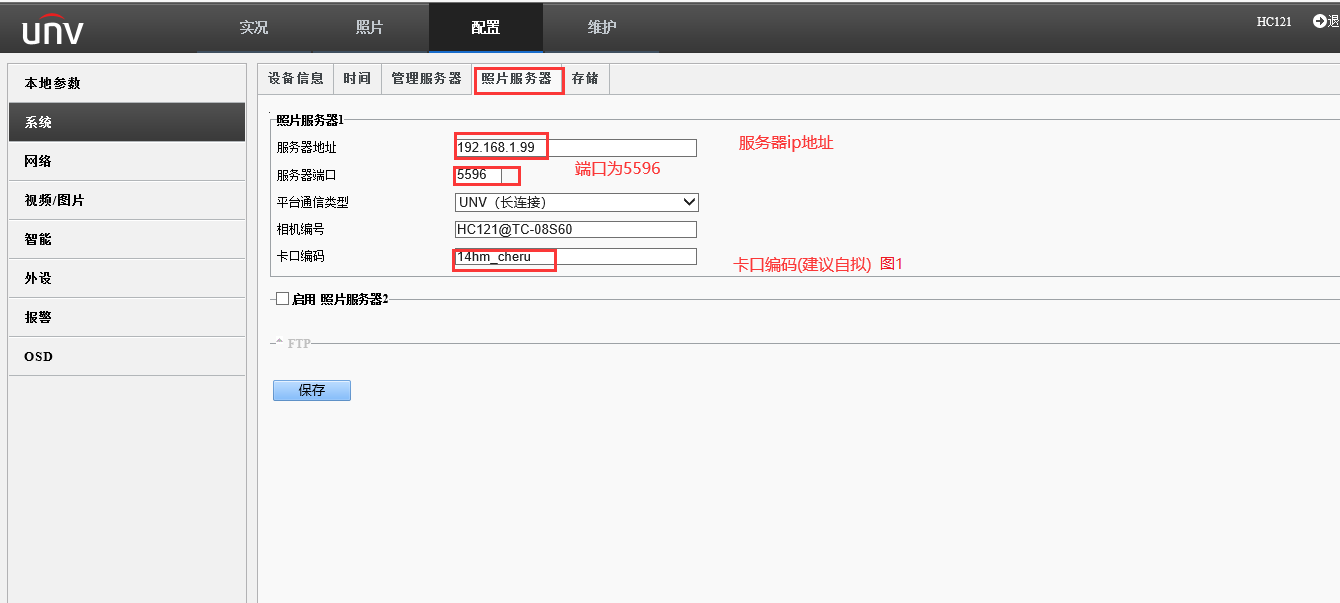 unv 实况 照片 配置 维护 HC121 退
本地参数
系统
网络
视频/图片
智能
外设
报警
OSD
设备信息 时间 管理服务器 照片服务器 存储
照片服务器1
服务器地址 192.168.1.99 服务器ip地址
服务器端口 5596 端口为5596
平台通信类型 UNV（长连接）
相机编号 HC121@TC-08S60
卡口编码 14hm_cheru 卡口编码(建议自拟) 图1
启用 照片服务器2
FTP
保存